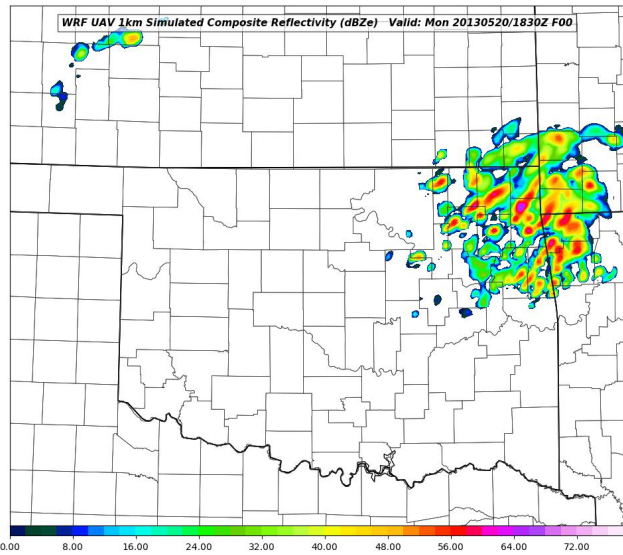 WRF UAV 1km Simulated Composite Reflectivity (dBZe) Valid: Mon 20130520/1830Z F00
0.00 8.00 16.00 24.00 32.00 40.00 48.00 56.00 64.00 72.00